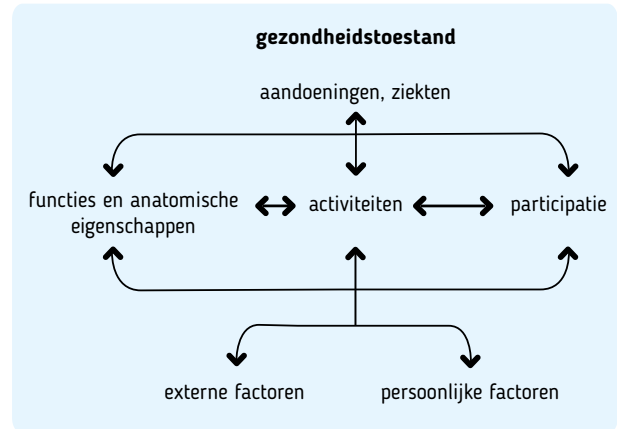 gezondheidstoestand
aandoeningen, ziekten
functies en anatomische
eigenschappen
activiteiten
participatie
externe factoren
persoonlijke factoren